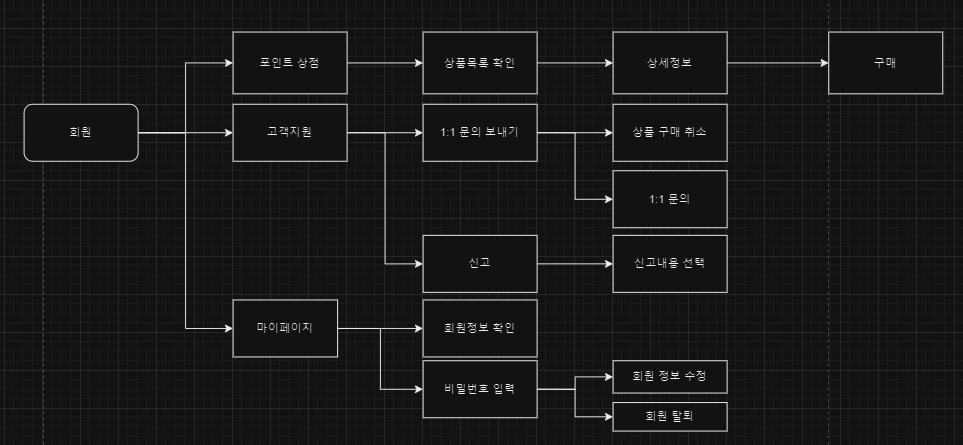 포인트 상점
상품목록 확인
상세정보
구매
회원
고객지원
1:1 문의 보내기
상품 구매 취소
1:1 문의
신고
신고내용 선택
마이페이지
회원정보 확인
비밀번호 입력
회원 정보 수정
회원 탈퇴